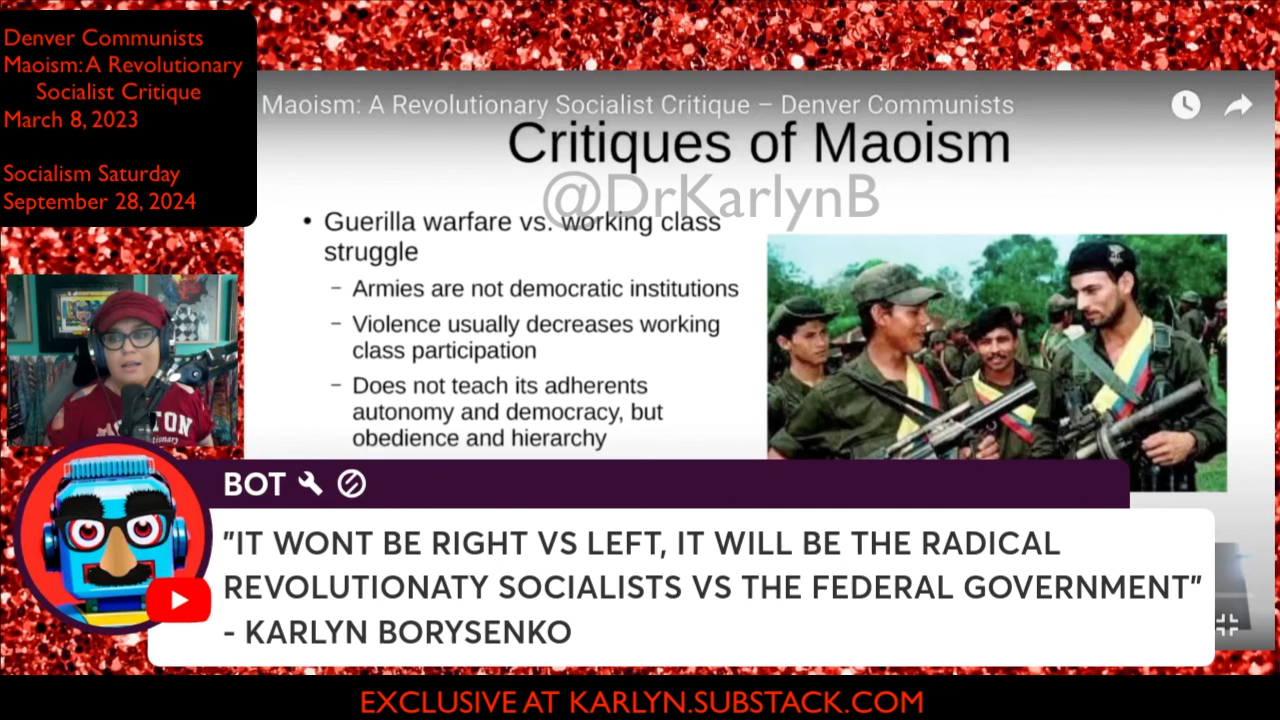 Denver Communists
Maoism: A Revolutionary
Socialist Critique
March 8, 2023
Socialism Saturday
September 28, 2024
Maoism: A Revolutionary Socialist Critique – Denver Communists
Critiques of Maoism
@DrKarlynB
• Guerilla warfare vs. working class
struggle
– Armies are not democratic institutions
– Violence usually decreases working
class participation
– Does not teach its adherents
autonomy and democracy, but
obedience and hierarchy
BOT
"IT WONT BE RIGHT VS LEFT, IT WILL BE THE RADICAL
REVOLUTIONATY SOCIALISTS VS THE FEDERAL GOVERNMENT"
- KARLYN BORYSENKO
EXCLUSIVE AT KARLYN.SUBSTACK.COM